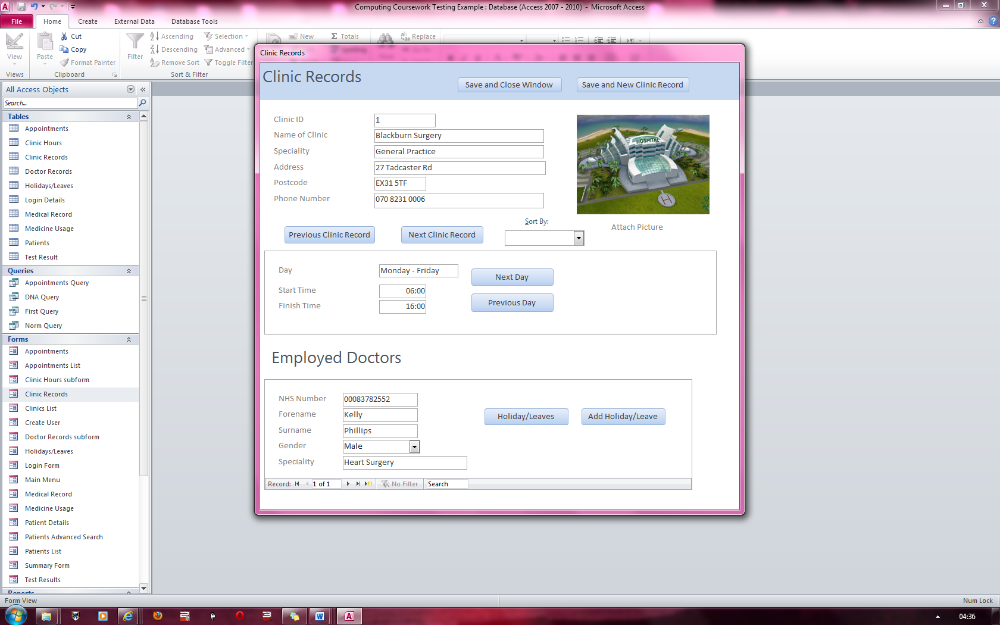 Computing Coursework Testing Example : Database (Access 2007 - 2010) - Microsoft Access
File Home Create External Data Database Tools
View
Views
Paste
Cut
Copy
Format Painter
Clipboard
Filter
Ascending
Descending
Remove Sort
Selection
Advanced
Toggle Filter
Sort & Filter
New
Totals
Replace
All Access Objects
Search...
Tables
Appointments
Clinic Hours
Clinic Records
Doctor Records
Holidays/Leaves
Login Details
Medical Record
Medicine Usage
Patients
Test Result
Queries
Appointments Query
DNA Query
First Query
Norm Query
Forms
Appointments
Appointments List
Clinic Hours subform
Clinic Records
Clinics List
Create User
Doctor Records subform
Holidays/Leaves
Login Form
Main Menu
Medical Record
Medicine Usage
Patient Details
Patients Advanced Search
Patients List
Summary Form
Test Results
Reports
Clinic Records
Clinic Records
Save and Close Window
Save and New Clinic Record
Clinic ID 1
Name of Clinic Blackburn Surgery
Speciality General Practice
Address 27 Tadcaster Rd
Postcode EX31 5TF
Phone Number 070 8231 0006
HOSPITAL
H
Attach Picture
Previous Clinic Record
Next Clinic Record
Sort By:
Day Monday - Friday
Start Time 06:00
Finish Time 16:00
Next Day
Previous Day
Employed Doctors
NHS Number 00083782552
Forename Kelly
Surname Phillips
Gender Male
Speciality Heart Surgery
Holiday/Leaves
Add Holiday/Leave
Record: 1 of 1 No Filter Search
Form View
Num Lock
04:36